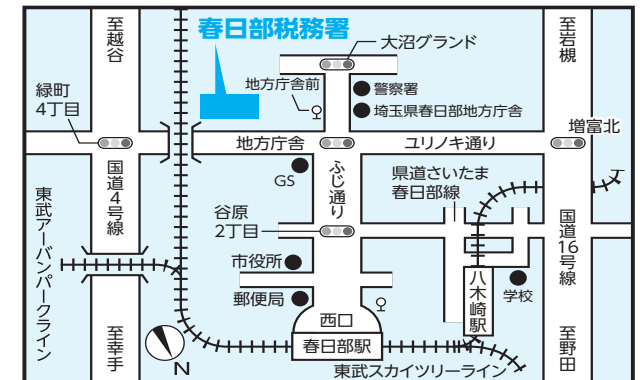 至越谷
春日部税務署
至岩槻
大沼グランド
地方庁舎前
警察署
緑町
4丁目
埼玉県春日部地方庁舎
増富北
地方庁舎
ユリノキ通り
GS
国道4号線
ふじ通り
県道さいたま
春日部線
東武アーバンパークライン
谷原
2丁目
国道16号線
市役所
八木崎駅
学校
郵便局
西口
至幸手
N
春日部駅
至野田
東武スカイツリーライン